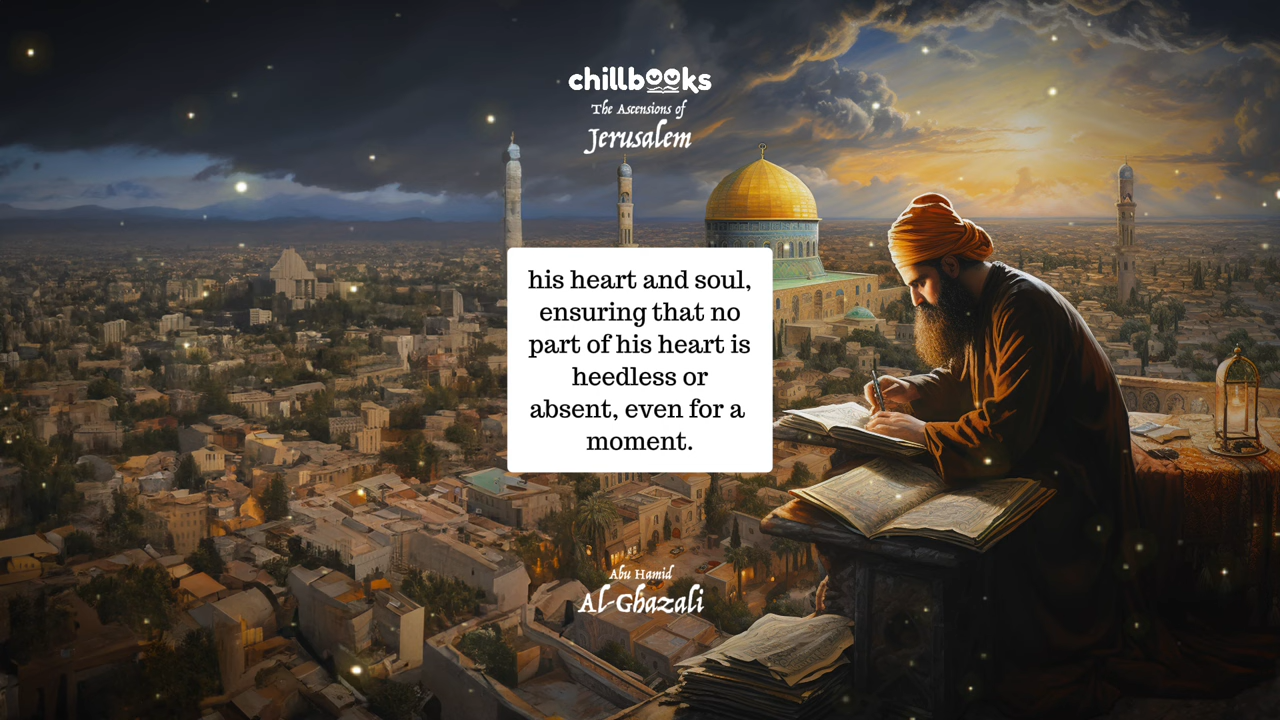 chillbooks
The Ascensions of
Jerusalem
his heart and soul,
ensuring that no
part of his heart is
heedless or
absent, even for a
moment.
Abu Hamid
Al-Ghazali